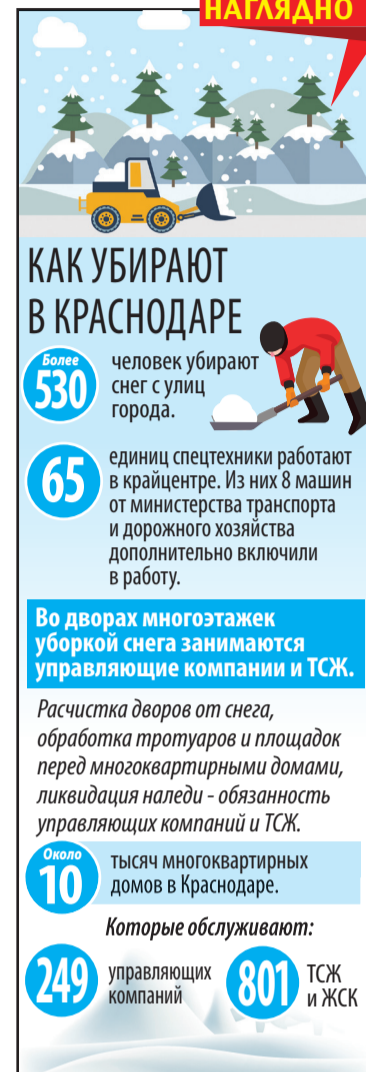 НАГЛЯДНО
КАК УБИРАЮТ
В КРАСНОДАРЕ
Более
530
человек убирают
снег с улиц
города.
65
единиц спецтехники работают
в крайцентре. Из них 8 машин
от министерства транспорта
и дорожного хозяйства
дополнительно включили
в работу.
Во дворах многоэтажек
уборкой снега занимаются
управляющие компании и ТСЖ.
Расчистка дворов от снега,
обработка тротуаров и площадок
перед многоквартирными домами,
ликвидация наледи - обязанность
управляющих компаний и ТСЖ.
Около
10
тысяч многоквартирных
домов в Краснодаре.
Которые обслуживают:
249
управляющих
компаний
801
ТСЖ
и ЖСК